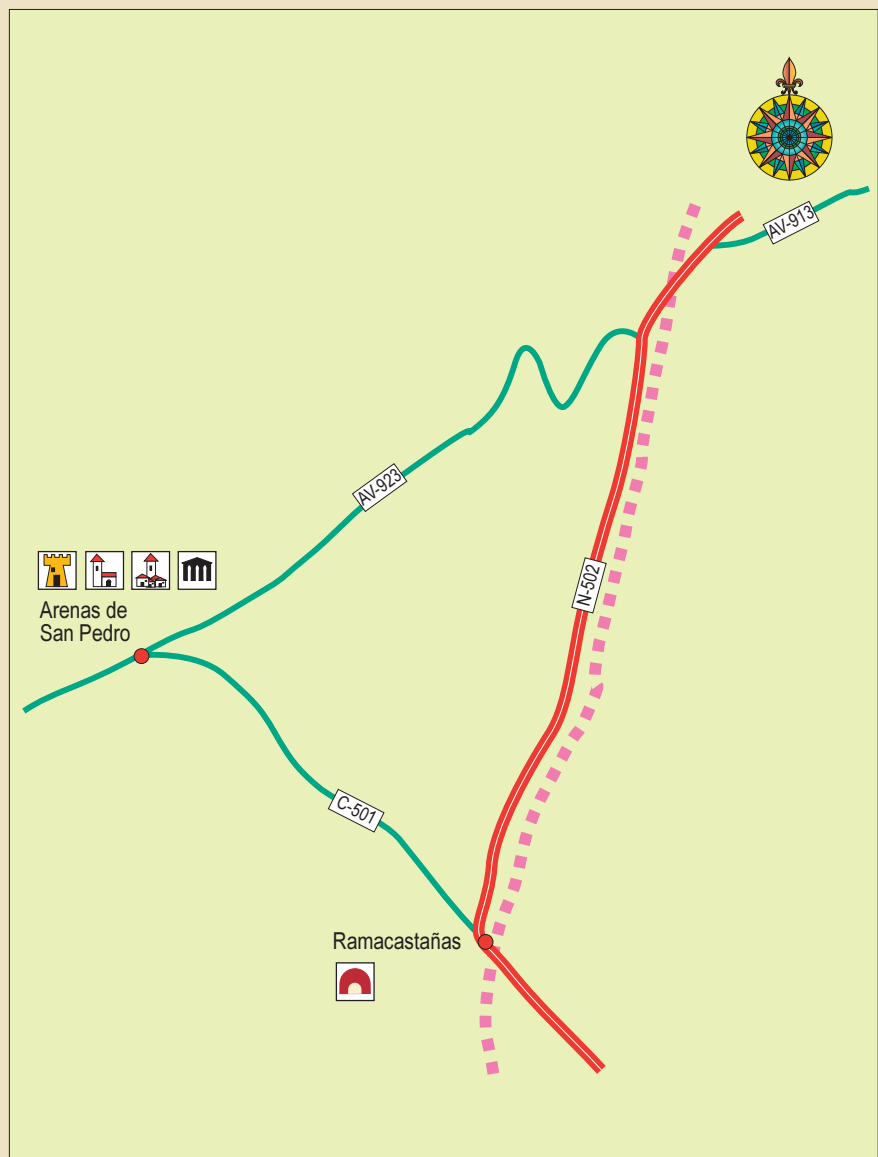 AV-913
AV-923
Arenas de
San Pedro
N-502
C-501
Ramacastañas